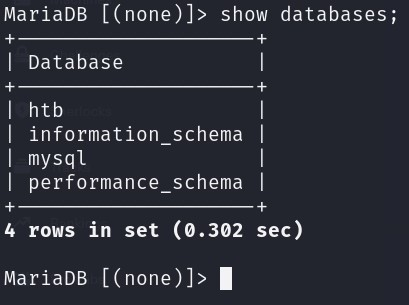 MariaDB [(none)]> show databases;
+--------------------+
| Database           |
+--------------------+
| htb                |
| information_schema |
| mysql              |
| performance_schema |
+--------------------+
4 rows in set (0.302 sec)
MariaDB [(none)]>